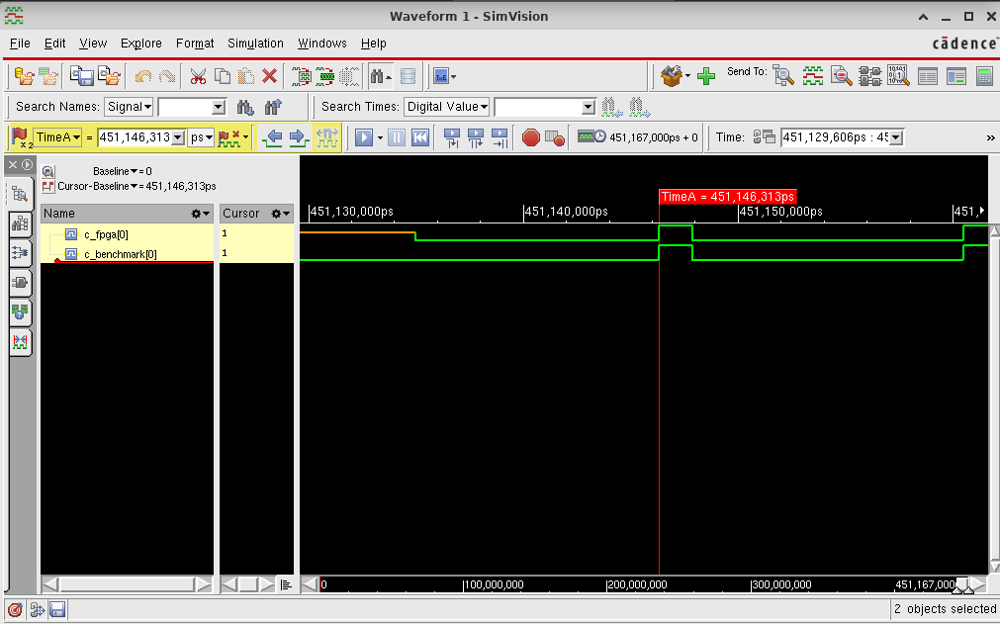 Waveform 1 - SimVision
File Edit View Explore Format Simulation Windows Help cādence
Send To:
Search Names: Signal Search Times: Digital Value
x2 TimeA = 451,146,313 ps 451,167,000ps + 0 Time: 451,129,606ps : 45 »
Baseline = 0
Cursor-Baseline = 451,146,313ps
TimeA = 451,146,313ps
Name Cursor 451,130,000ps 451,140,000ps 451,150,000ps 451,
c_fpga[0] 1
c_benchmark[0] 1
0 100,000,000 200,000,000 300,000,000 451,167,000
2 objects selected